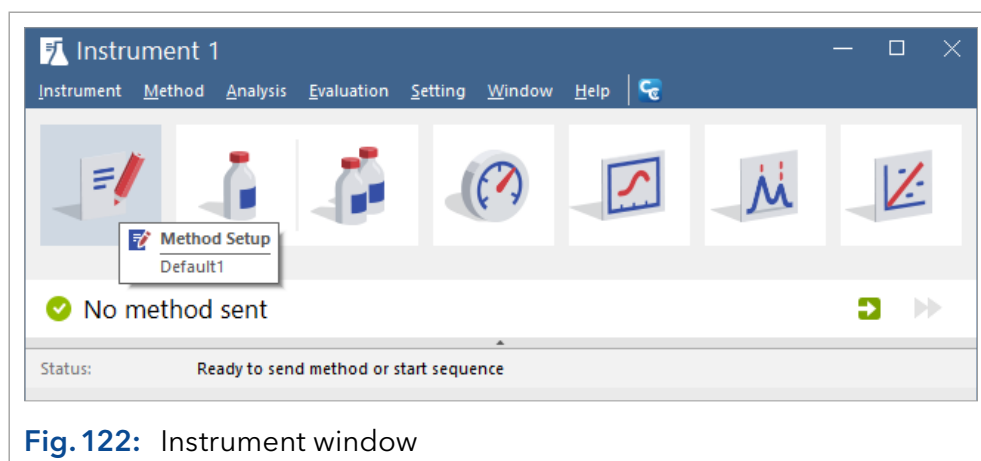 Instrument 1
Instrument Method Analysis Evaluation Setting Window Help
Method Setup
Default1
No method sent
Status: Ready to send method or start sequence
Fig. 122: Instrument window